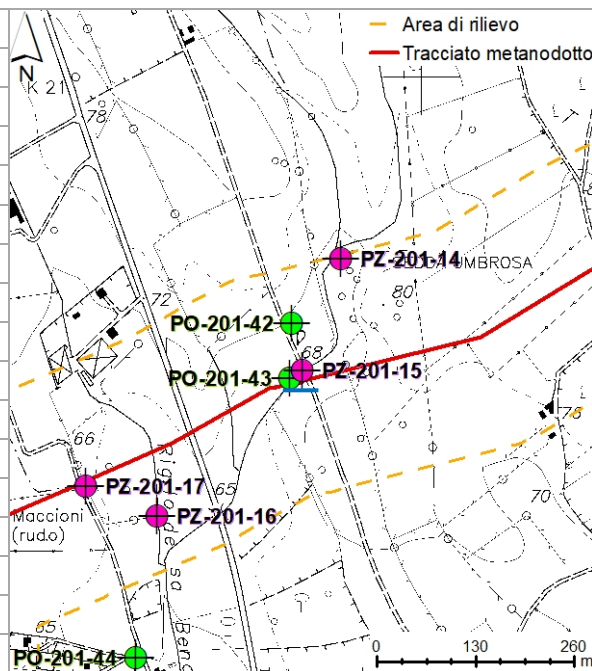 Area di rilievo
Tracciato metanodotto
N
K 21
78
PZ-201-14
UMBROSA
80
72
PO-201-42
68
PO-201-43
PZ-201-15
76
66
65
70
PZ-201-17
PZ-201-16
Maccioni
(rudo)
65
PO-201-44
0 130 260
m